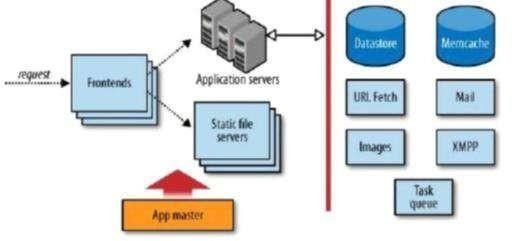 request
Frontends
Application servers
Static file
servers
App master
Datastore
Memcache
URL Fetch
Mail
Images
XMPP
Task
queue